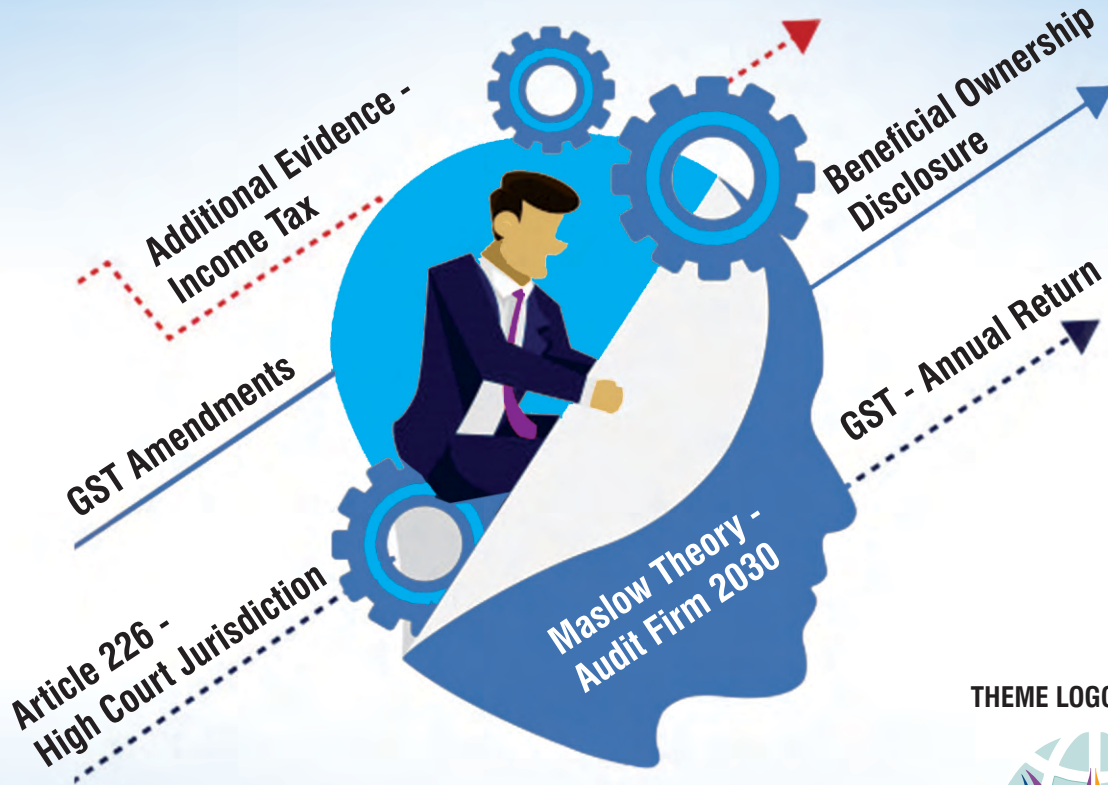 Additional Evidence -
Income Tax
Beneficial Ownership
Disclosure
GST Amendments
GST - Annual Return
Article 226 -
High Court Jurisdiction
Maslow Theory -
Audit Firm 2030
THEME LOGO